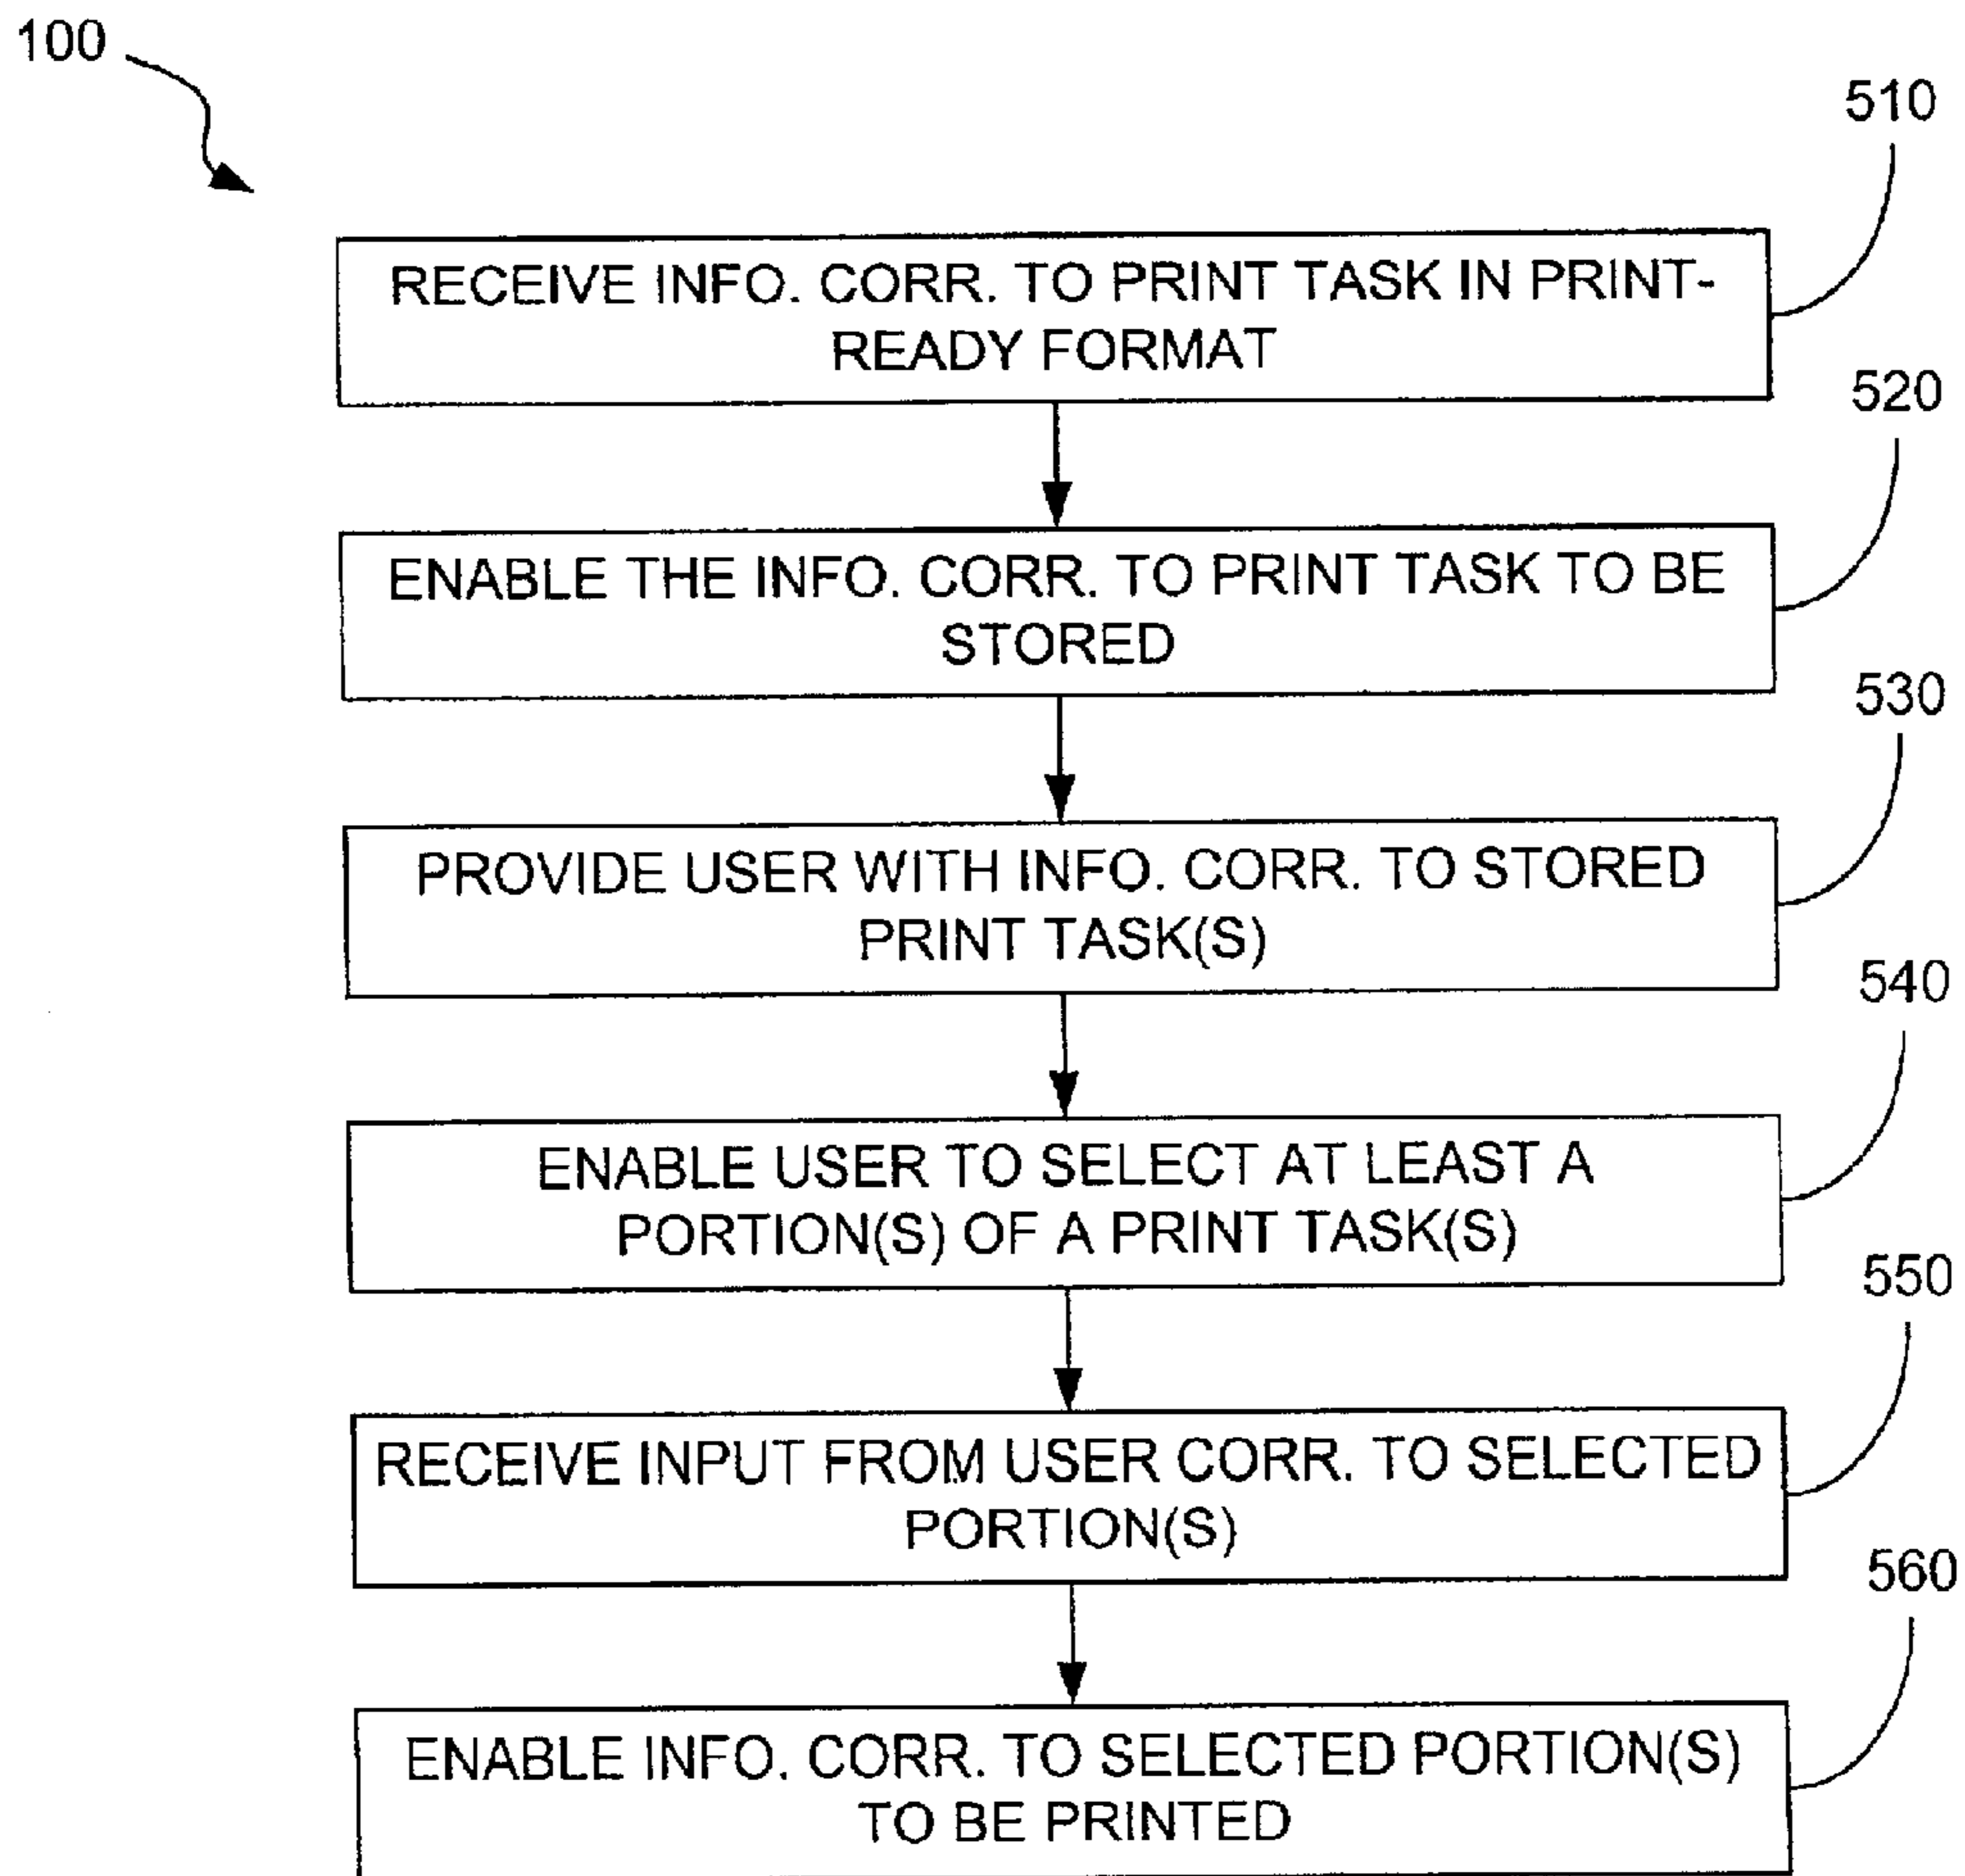 100
510
RECEIVE INFO. CORR. TO PRINT TASK IN PRINT-
READY FORMAT
520
ENABLE THE INFO. CORR. TO PRINT TASK TO BE
STORED
530
PROVIDE USER WITH INFO. CORR. TO STORED
PRINT TASK(S)
540
ENABLE USER TO SELECT AT LEAST A
PORTION(S) OF A PRINT TASK(S)
550
RECEIVE INPUT FROM USER CORR. TO SELECTED
PORTION(S)
560
ENABLE INFO. CORR. TO SELECTED PORTION(S)
TO BE PRINTED